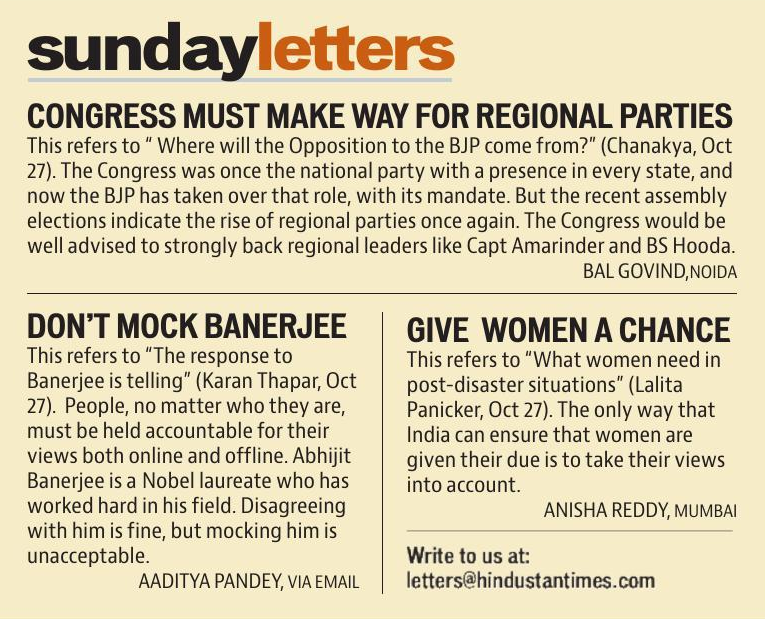 sundayletters
CONGRESS MUST MAKE WAY FOR REGIONAL PARTIES
This refers to “ Where will the Opposition to the BJP come from?” (Chanakya, Oct
27). The Congress was once the national party with a presence in every state, and
now the BJP has taken over that role, with its mandate. But the recent assembly
elections indicate the rise of regional parties once again. The Congress would be
well advised to strongly back regional leaders like Capt Amarinder and BS Hooda.
BAL GOVIND,NOIDA
DON’T MOCK BANERJEE
This refers to “The response to
Banerjee is telling” (Karan Thapar, Oct
27). People, no matter who they are,
must be held accountable for their
views both online and offline. Abhijit
Banerjee is a Nobel laureate who has
worked hard in his field. Disagreeing
with him is fine, but mocking him is
unacceptable.
AADITYA PANDEY, VIA EMAIL
GIVE WOMEN A CHANCE
This refers to “What women need in
post-disaster situations” (Lalita
Panicker, Oct 27). The only way that
India can ensure that women are
given their due is to take their views
into account.
ANISHA REDDY, MUMBAI
Write to us at:
letters@hindustantimes.com